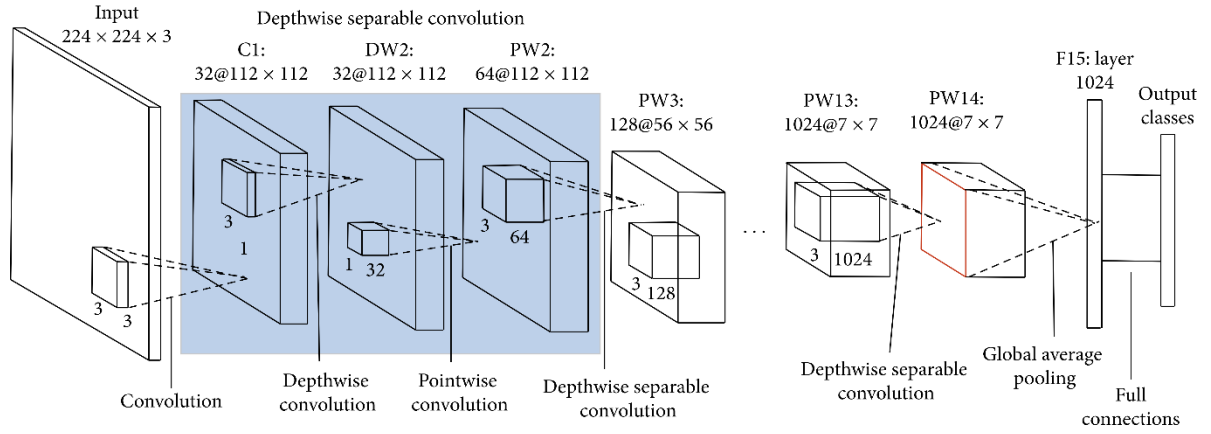 Input
224 × 224 × 3
Depthwise separable convolution
C1:
32@112 × 112
DW2:
32@112 × 112
PW2:
64@112 × 112
PW3:
128@56 × 56
PW13:
1024@7 × 7
PW14:
1024@7 × 7
F15: layer
1024
Output
classes
3
3
3
1
1
32
3
64
3
128
...
3
1024
Convolution
Depthwise
convolution
Pointwise
convolution
Depthwise separable
convolution
Depthwise separable
convolution
Global average
pooling
Full
connections